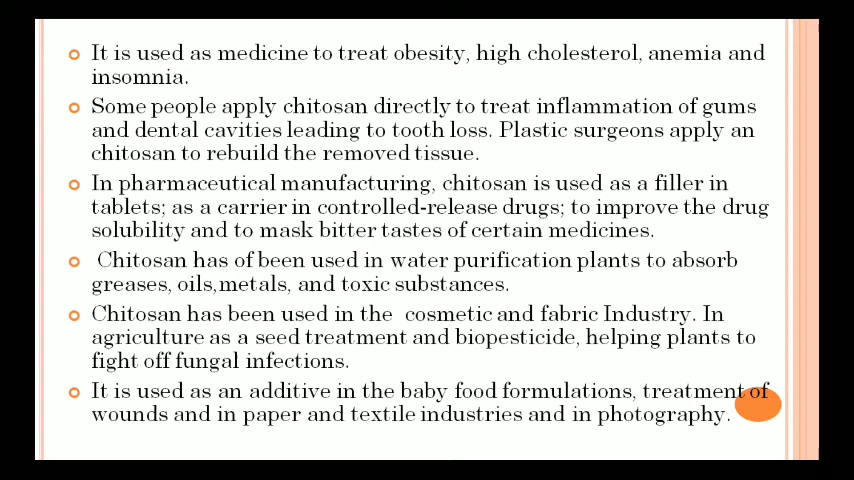 It is used as medicine to treat obesity, high cholesterol, anemia and
insomnia.
Some people apply chitosan directly to treat inflammation of gums
and dental cavities leading to tooth loss. Plastic surgeons apply an
chitosan to rebuild the removed tissue.
In pharmaceutical manufacturing, chitosan is used as a filler in
tablets; as a carrier in controlled-release drugs; to improve the drug
solubility and to mask bitter tastes of certain medicines.
Chitosan has of been used in water purification plants to absorb
greases, oils,metals, and toxic substances.
Chitosan has been used in the cosmetic and fabric Industry. In
agriculture as a seed treatment and biopesticide, helping plants to
fight off fungal infections.
It is used as an additive in the baby food formulations, treatment of
wounds and in paper and textile industries and in photography.